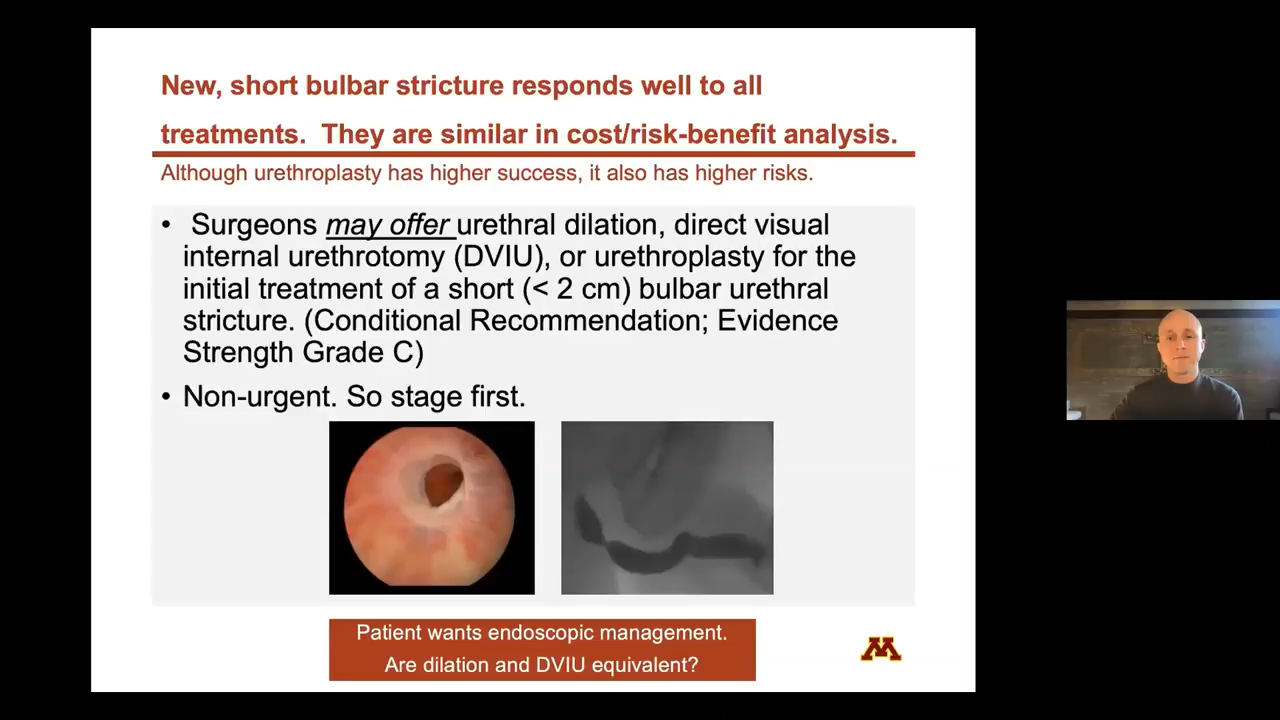 New, short bulbar stricture responds well to all
treatments.  They are similar in cost/risk-benefit analysis.
Although urethroplasty has higher success, it also has higher risks.
• Surgeons may offer urethral dilation, direct visual
internal urethrotomy (DVIU), or urethroplasty for the
initial treatment of a short (< 2 cm) bulbar urethral
stricture. (Conditional Recommendation; Evidence
Strength Grade C)
• Non-urgent. So stage first.
Patient wants endoscopic management.
Are dilation and DVIU equivalent?
M